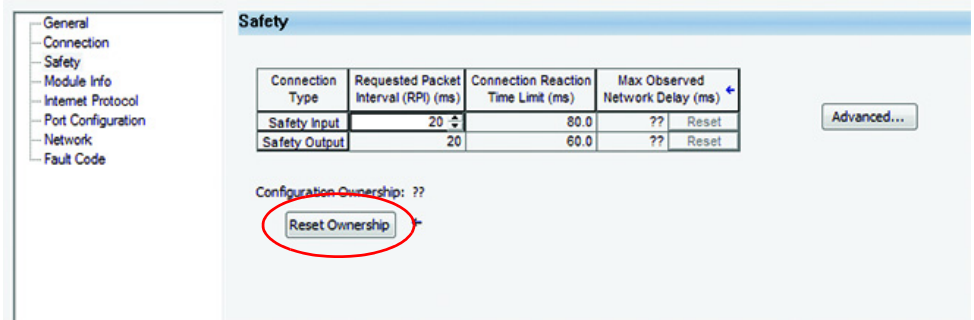 General
Connection
Safety
Module Info
Internet Protocol
Port Configuration
Network
Fault Code
Safety
Connection Type Requested Packet Interval (RPI) (ms) Connection Reaction Time Limit (ms) Max Observed Network Delay (ms)
Safety Input 20 80.0 ?? Reset
Safety Output 20 60.0 ?? Reset
Advanced...
Configuration Ownership: ??
Reset Ownership